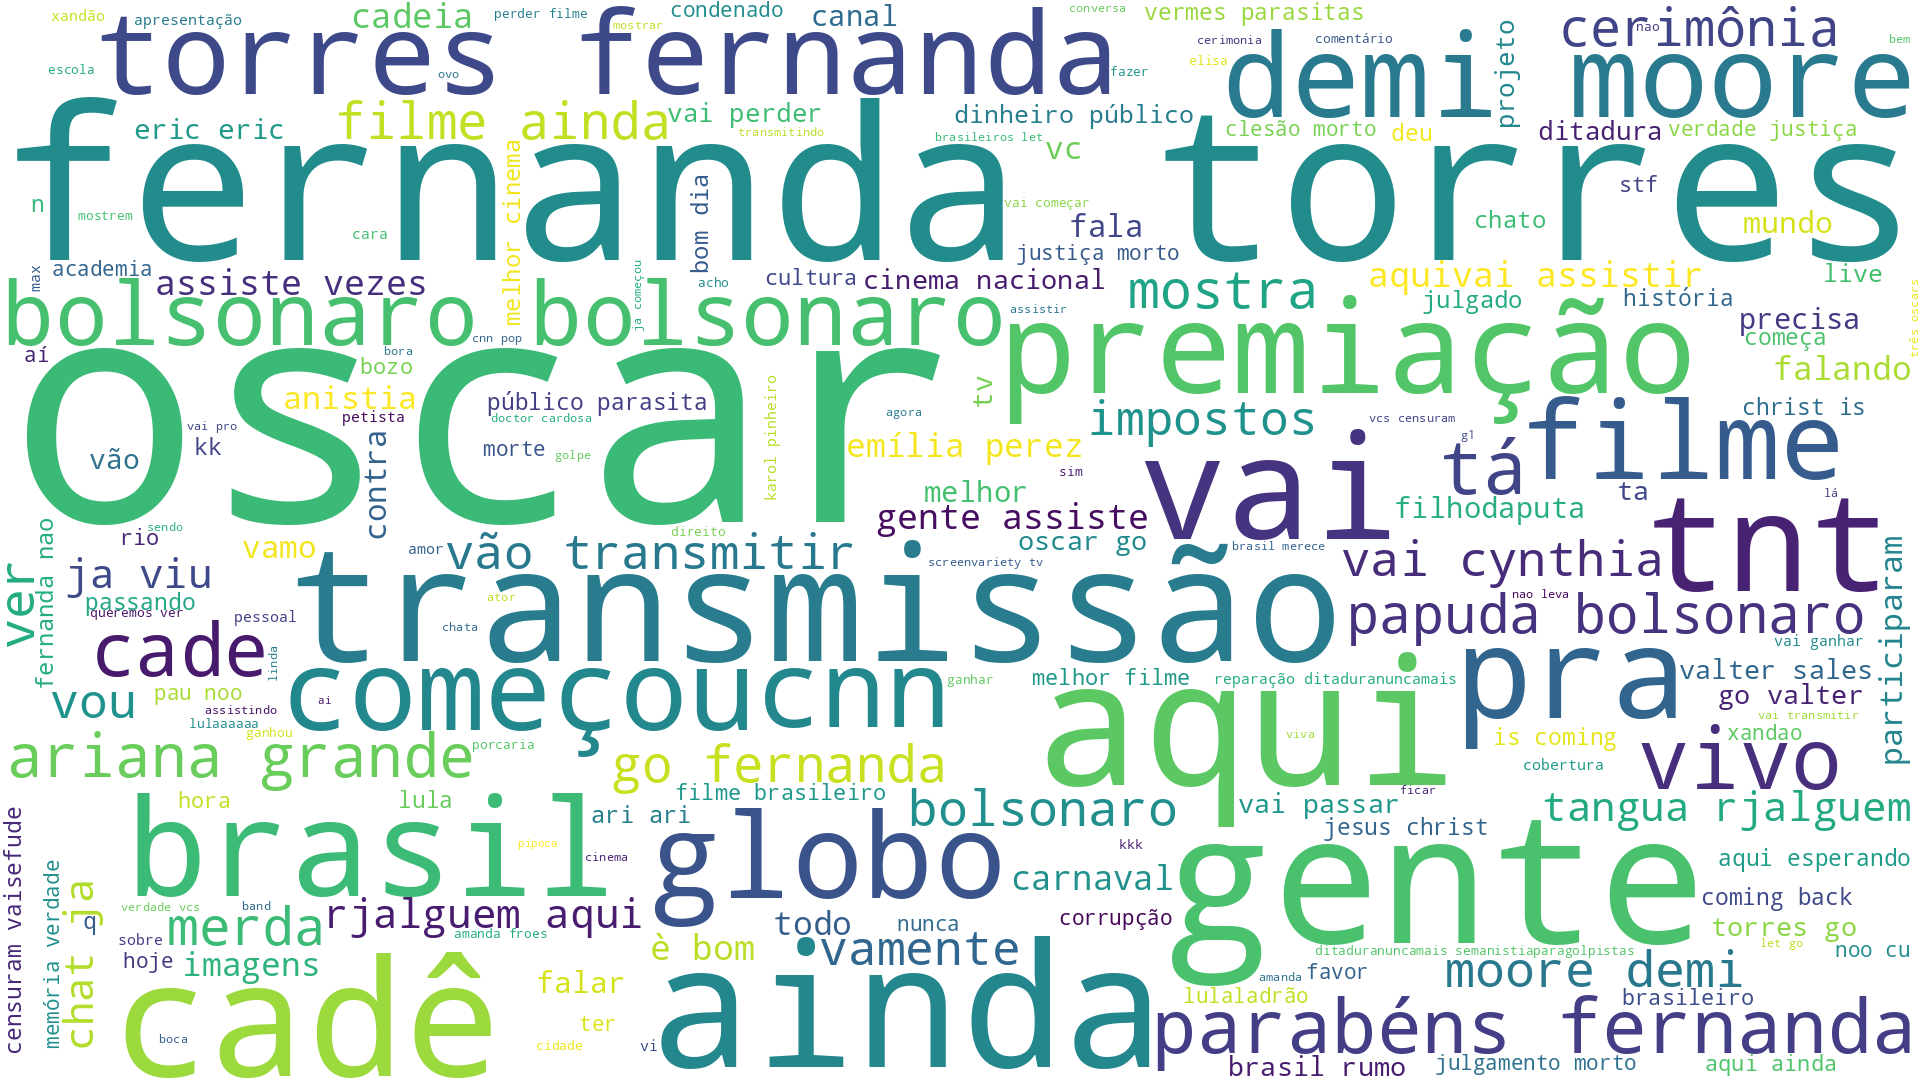 xandão
apresentação
cadeia
perder filme
mostrar
condenado
canal
conversa
vermes parasitas
cerimônia
nao
bem
torres fernanda
escola
ovo
fazer
cerimonia
comentário
elisa
demi moore
projeto
eric eric
filme ainda
vai perder
transmitindo
dinheiro público
brasileiros let
vc
clesão morto
deu
ditadura
verdade justiça
fernanda torres
n
mostrem
cara
melhor cinema
bom dia
vai começar
fala
justiça morto
stf
chato
mundo
max
academia
assiste vezes
ja começou
acho
cultura
cinema nacional
mostra
aquivai assistir
julgado
história
live
três oscars
bolsonaro bolsonaro
assistir
premiação
precisa
começa
aí
cnn pop
bora
bozo
tv
falando
oscar
anistia
petista
público parasita
doctor cardosa
karol pinheiro
agora
impostos
vcs censuram
christ is
filme
vão
vai pro
kk
contra
morte
golpe
emília perez
sim
melhor
vai
g1
tá
ta
lá
filhodaputa
tnt
gente assiste
rio
sendo
vamo
direito
oscar go
brasil merece
fernanda nao
ver
ja viu
amor
vão transmitir
screenvariety tv
vai cynthia
passando
queremos ver
pessoal
ator
chata
transmissão
nao leva
papuda bolsonaro
participaram
cade
linda
vai ganhar
vou
pau noo
assistindo
lulaaaaaa
ganhou
ai
começoucnn
ganhar
melhor filme
reparação ditaduranuncamais
pra
valter sales
go valter
vai transmitir
aqui
viva
ariana grande
porcaria
go fernanda
is coming
xandao
cobertura
vivo
hora
lula
ari ari
filme brasileiro
bolsonaro
vai passar
ficar
tangua rjalguem
censuram vaisefude
memória verdade
brasil
pipoca
cinema
globo
kkk
carnaval
jesus christ
gente
aqui esperando
coming back
verdade vcs
band
chat ja
q
merda
rjalguem aqui
todo
nunca
corrupção
torres go
let go
sobre
hoje
amanda froes
imagens
è bom
vamente
ditaduranuncamais semanistiaparagolpistas
noo cu
cadê
falar
ter
cidade
ainda
amanda
favor
moore demi
lulaladrão
brasileiro
boca
vi
parabéns fernanda
brasil rumo
julgamento morto
aqui ainda